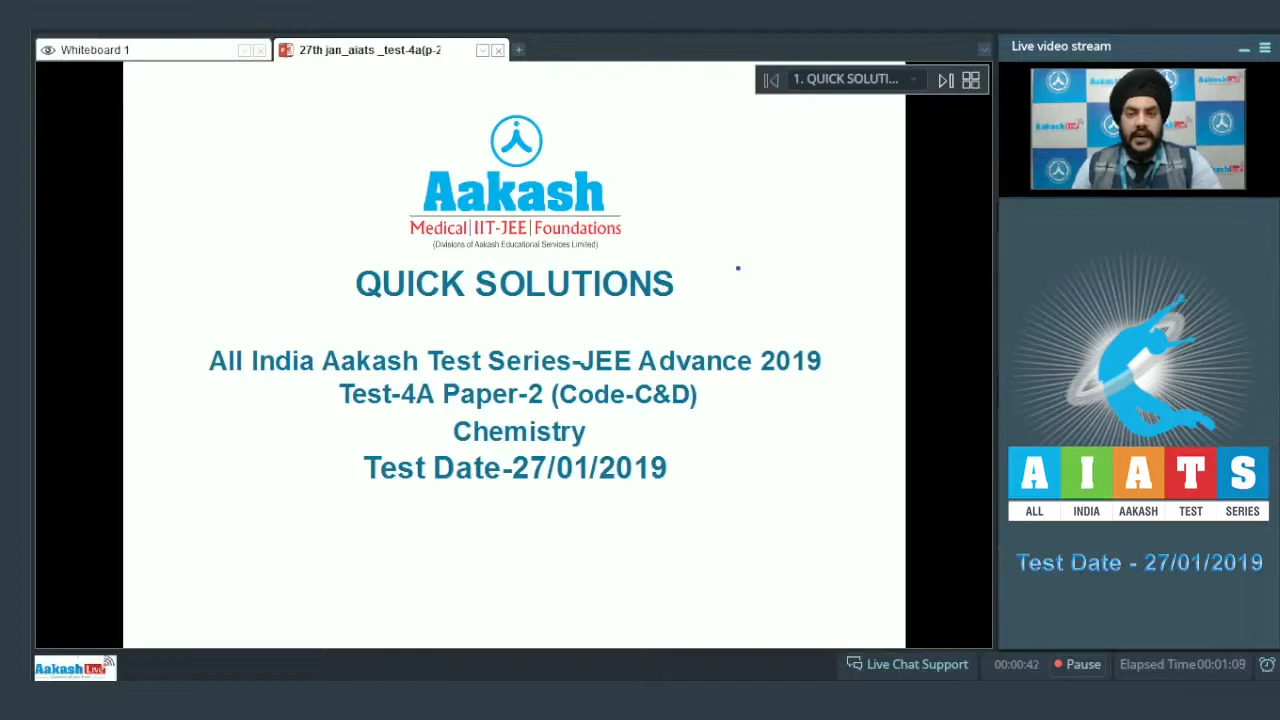 Whiteboard 1
27th jan_aiats _test-4a(p-2
Live video stream
1. QUICK SOLUTI...
Aakash
Medical|IIT-JEE|Foundations
(Divisions of Aakash Educational Services Limited)
QUICK SOLUTIONS
All India Aakash Test Series-JEE Advance 2019
Test-4A Paper-2 (Code-C&D)
Chemistry
Test Date-27/01/2019
A I A T S
ALL INDIA AAKASH TEST SERIES
Test Date - 27/01/2019
Aakash Live
Live Chat Support
00:00:42
Pause
Elapsed Time00:01:09